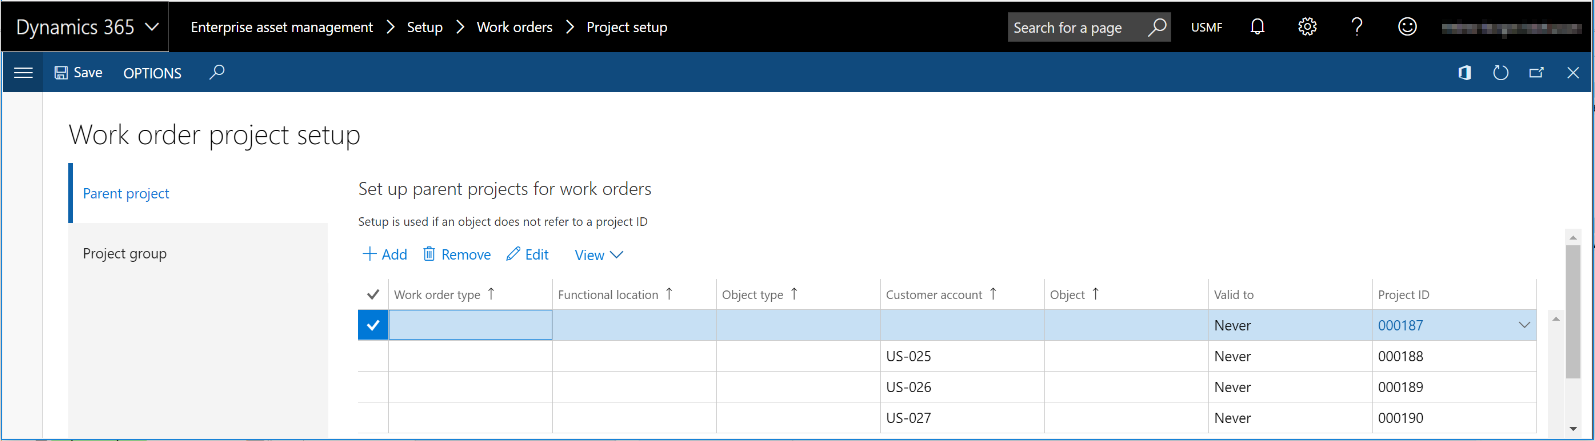 Dynamics 365 Enterprise asset management > Setup > Work orders > Project setup Search for a page USMF
Save OPTIONS
Work order project setup
Parent project
Project group
Set up parent projects for work orders
Setup is used if an object does not refer to a project ID
Add Remove Edit View
Work order type Functional location Object type Customer account Object Valid to Project ID
Never 000187
US-025 Never 000188
US-026 Never 000189
US-027 Never 000190